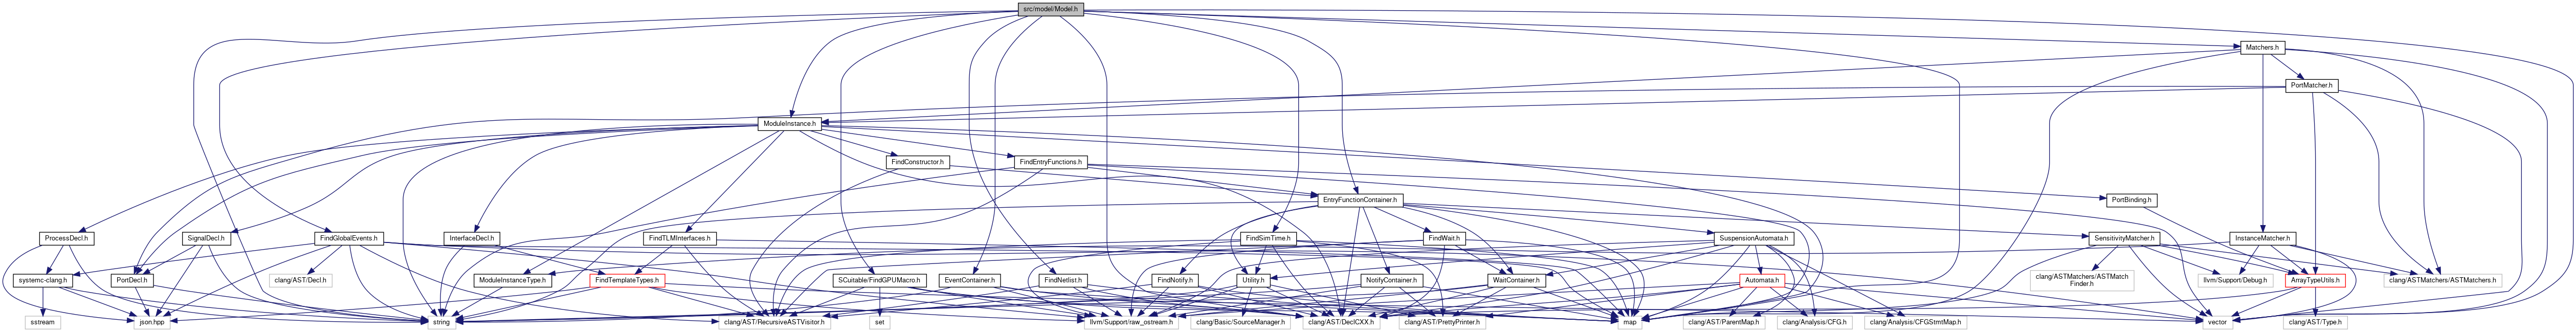 src/model/Model.h
Matchers.h
PortMatcher.h
ModuleInstance.h
FindConstructor.h
FindEntryFunctions.h
EntryFunctionContainer.h
PortBinding.h
ProcessDecl.h
SignalDecl.h
FindGlobalEvents.h
InterfaceDecl.h
FindTLMInterfaces.h
FindSimTime.h
FindWait.h
SuspensionAutomata.h
SensitivityMatcher.h
InstanceMatcher.h
systemc-clang.h
PortDecl.h
clang/AST/Decl.h
ModuleInstanceType.h
FindTemplateTypes.h
SCuitable/FindGPUMacro.h
EventContainer.h
FindNetlist.h
FindNotify.h
Utility.h
NotifyContainer.h
WaitContainer.h
Automata.h
clang/ASTMatchers/ASTMatch
Finder.h
llvm/Support/Debug.h
ArrayTypeUtils.h
clang/ASTMatchers/ASTMatchers.h
sstream
json.hpp
string
clang/AST/RecursiveASTVisitor.h
set
llvm/Support/raw_ostream.h
clang/Basic/SourceManager.h
clang/AST/DeclCXX.h
clang/AST/PrettyPrinter.h
map
clang/AST/ParentMap.h
clang/Analysis/CFG.h
clang/Analysis/CFGStmtMap.h
vector
clang/AST/Type.h